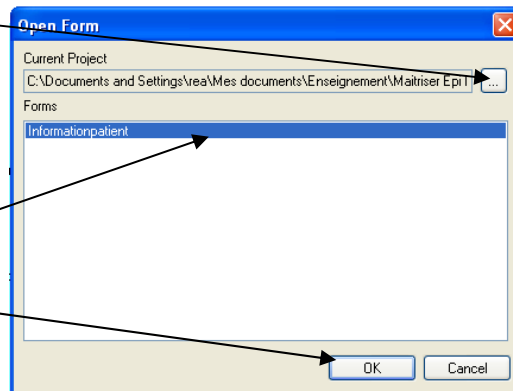 Open Form
Current Project
C:\Documents and Settings\rea\Mes documents\Enseignement\Maitriser Epi I
...
Forms
Informationpatient
OK Cancel